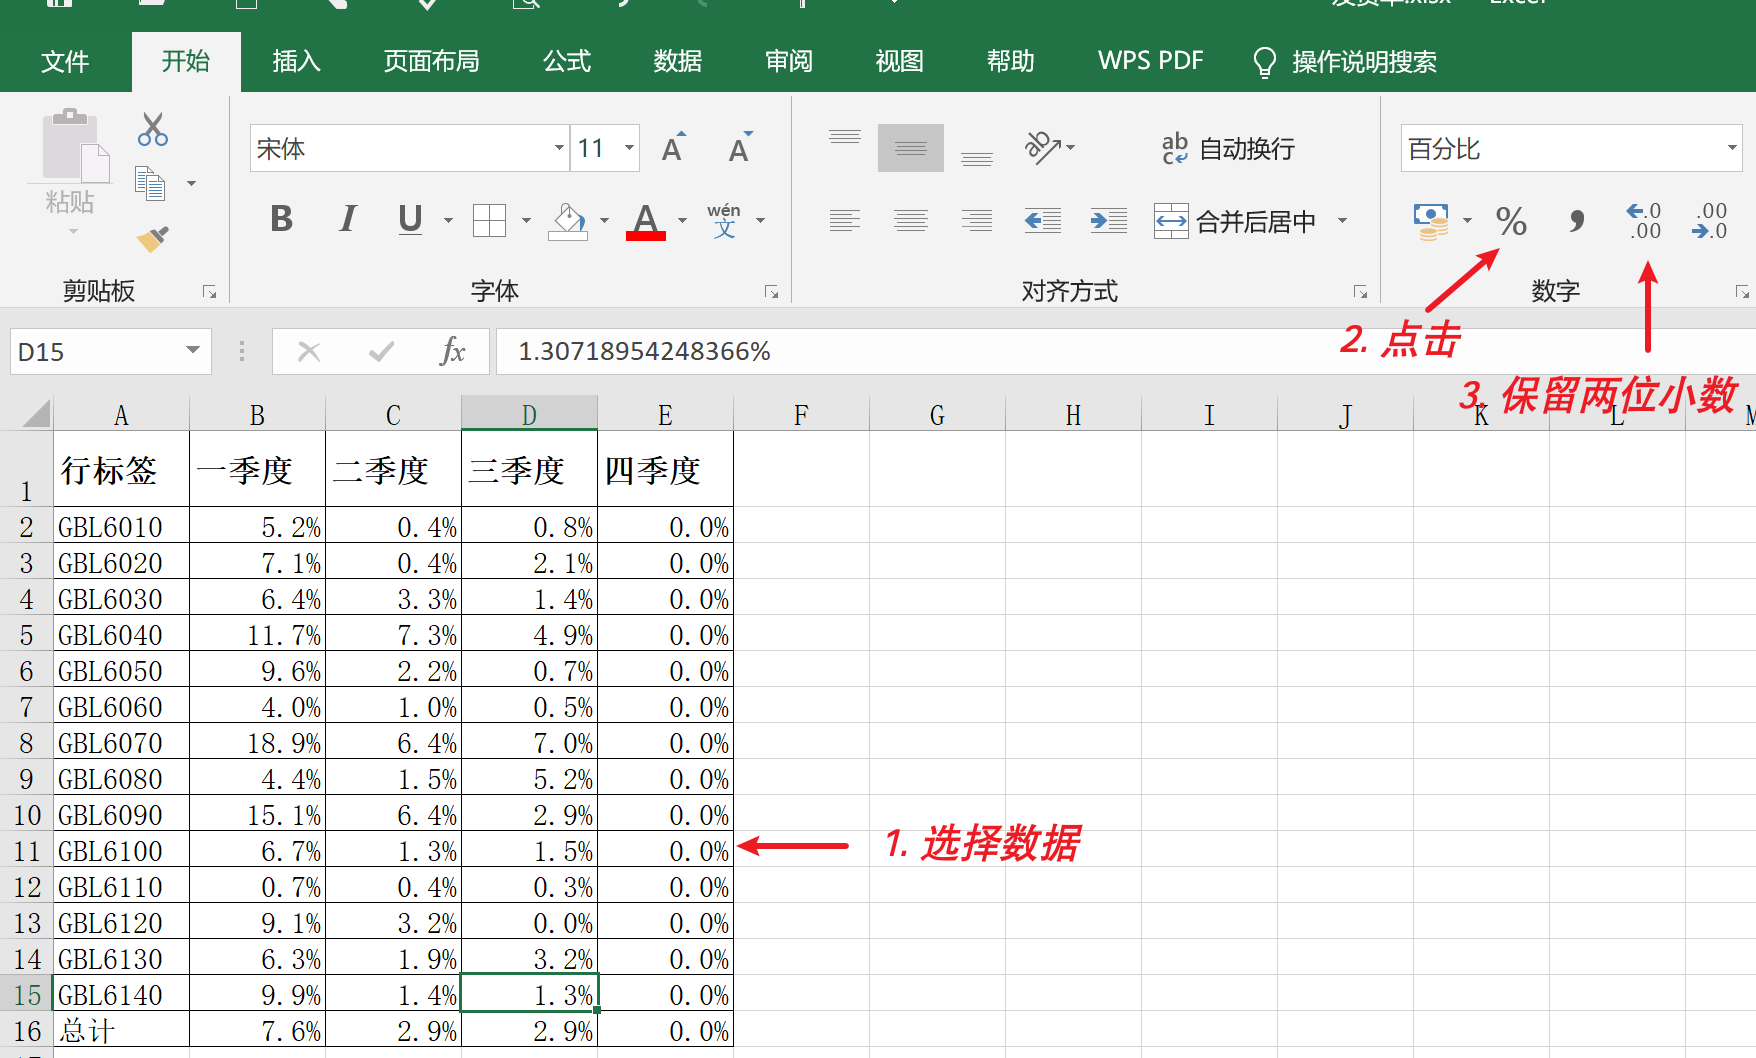 文件 开始 插入 页面布局 公式 数据 审阅 视图 帮助 WPS PDF 操作说明搜索
宋体 11 A A ab c 自动换行 百分比
粘贴
B I U A wén 文 合并后居中 % , .0 .00 .00 .0
剪贴板 字体 对齐方式 数字
2. 点击
D15 fx 1.30718954248366%
3. 保留两位小数
A B C D E F G H I J K L M
1 行标签 一季度 二季度 三季度 四季度
2 GBL6010 5.2% 0.4% 0.8% 0.0%
3 GBL6020 7.1% 0.4% 2.1% 0.0%
4 GBL6030 6.4% 3.3% 1.4% 0.0%
5 GBL6040 11.7% 7.3% 4.9% 0.0%
6 GBL6050 9.6% 2.2% 0.7% 0.0%
7 GBL6060 4.0% 1.0% 0.5% 0.0%
8 GBL6070 18.9% 6.4% 7.0% 0.0%
9 GBL6080 4.4% 1.5% 5.2% 0.0%
10 GBL6090 15.1% 6.4% 2.9% 0.0%
11 GBL6100 6.7% 1.3% 1.5% 0.0% 1. 选择数据
12 GBL6110 0.7% 0.4% 0.3% 0.0%
13 GBL6120 9.1% 3.2% 0.0% 0.0%
14 GBL6130 6.3% 1.9% 3.2% 0.0%
15 GBL6140 9.9% 1.4% 1.3% 0.0%
16 总计 7.6% 2.9% 2.9% 0.0%